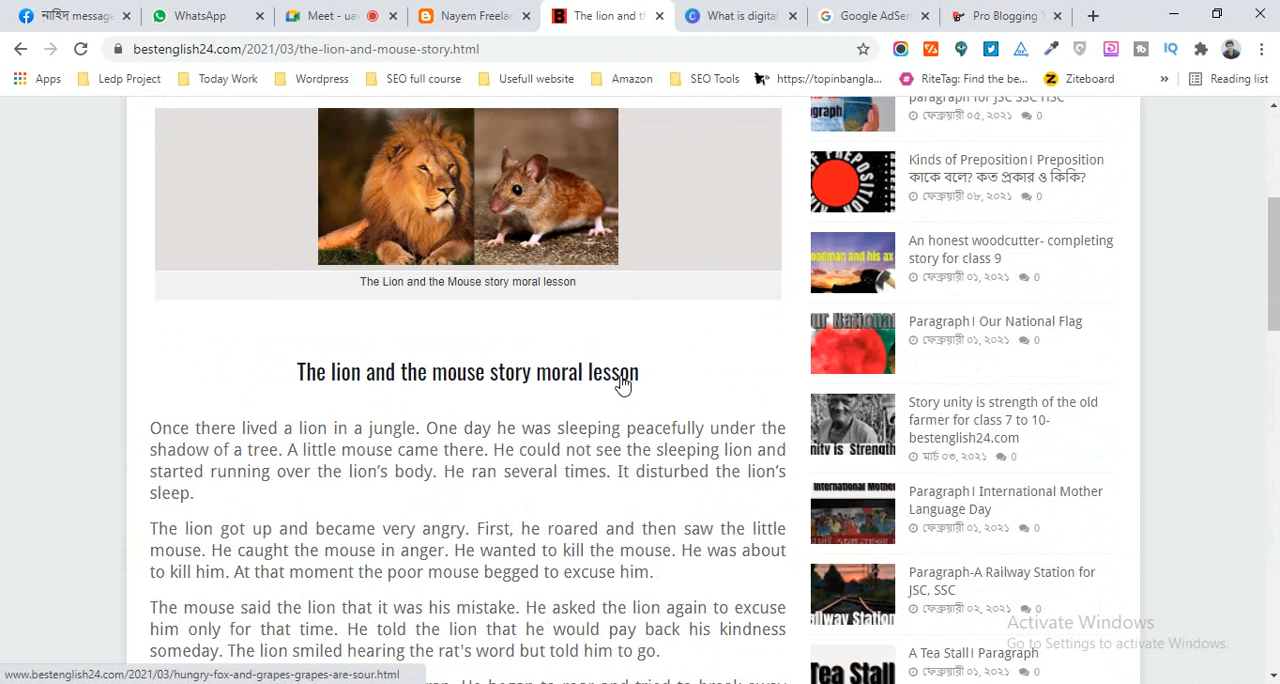 নাহিদ message
WhatsApp
Meet - uav
Nayem Freelan
The lion and th
What is digital
Google AdSen
Pro Blogging T
bestenglish24.com/2021/03/the-lion-and-mouse-story.html
Apps
Ledp Project
Today Work
Wordpress
SEO full course
Usefull website
Amazon
SEO Tools
https://topinbangla...
RiteTag: Find the be...
Ziteboard
Reading list
The Lion and the Mouse story moral lesson
The lion and the mouse story moral lesson
Once there lived a lion in a jungle. One day he was sleeping peacefully under the
shadow of a tree. A little mouse came there. He could not see the sleeping lion and
started running over the lion's body. He ran several times. It disturbed the lion's
sleep.
The lion got up and became very angry. First, he roared and then saw the little
mouse. He caught the mouse in anger. He wanted to kill the mouse. He was about
to kill him. At that moment the poor mouse begged to excuse him.
The mouse said the lion that it was his mistake. He asked the lion again to excuse
him only for that time. He told the lion that he would pay back his kindness
someday. The lion smiled hearing the rat's word but told him to go.
paragraph for JSC SSC HSC
ফেব্রুয়ারী ০৫, ২০২১ 0
Kinds of Preposition। Preposition
কাকে বলে? কত প্রকার ও কিকি?
ফেব্রুয়ারী ০৮, ২০২১ 0
An honest woodcutter- completing
story for class 9
ফেব্রুয়ারী ০১, ২০২১ 0
Paragraph। Our National Flag
ফেব্রুয়ারী ০১, ২০২১ 0
Story unity is strength of the old
farmer for class 7 to 10-
bestenglish24.com
মার্চ ০৩, ২০২১ 0
Paragraph। International Mother
Language Day
ফেব্রুয়ারী ০১, ২০২১ 0
Paragraph-A Railway Station for
JSC, SSC
ফেব্রুয়ারী ০২, ২০২১ 0
A Tea Stall। Paragraph
ফেব্রুয়ারী ০১, ২০২১ 0
Activate Windows
Go to Settings to activate Windows.
www.bestenglish24.com/2021/03/hungry-fox-and-grapes-grapes-are-sour.html